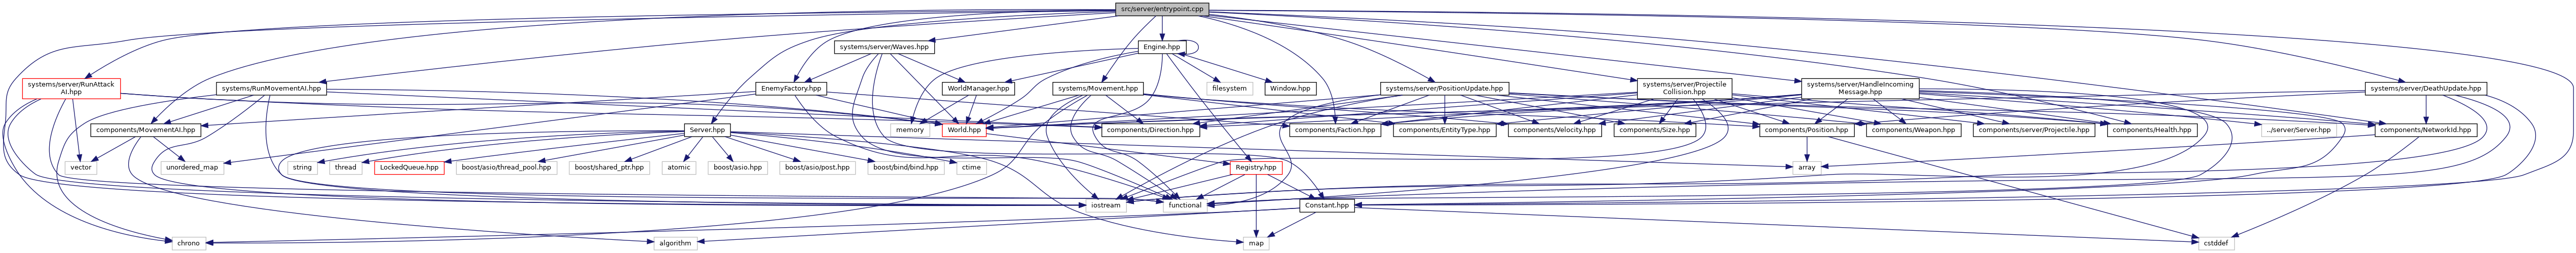 src/server/entrypoint.cpp
systems/server/Waves.hpp
Engine.hpp
systems/server/RunAttack
AI.hpp
systems/RunMovementAI.hpp
EnemyFactory.hpp
WorldManager.hpp
systems/Movement.hpp
filesystem
Window.hpp
systems/server/PositionUpdate.hpp
systems/server/Projectile
Collision.hpp
systems/server/HandleIncoming
Message.hpp
systems/server/DeathUpdate.hpp
components/MovementAI.hpp
Server.hpp
memory
World.hpp
components/Direction.hpp
components/Faction.hpp
components/EntityType.hpp
components/Velocity.hpp
components/Size.hpp
components/Position.hpp
components/Weapon.hpp
components/server/Projectile.hpp
components/Health.hpp
../server/Server.hpp
components/NetworkId.hpp
vector
unordered_map
string
thread
LockedQueue.hpp
boost/asio/thread_pool.hpp
boost/shared_ptr.hpp
atomic
boost/asio.hpp
boost/asio/post.hpp
boost/bind/bind.hpp
ctime
Registry.hpp
array
iostream
functional
Constant.hpp
chrono
algorithm
map
cstddef